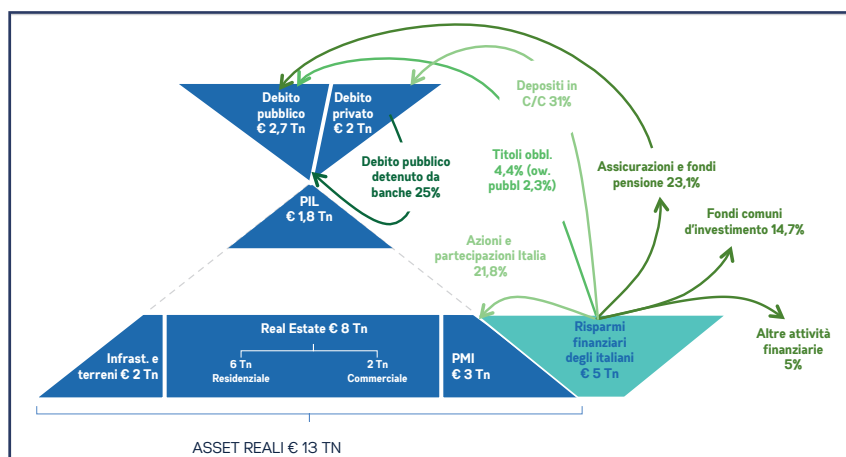 Debito
pubblico
€ 2,7 Tn
Debito
privato
€ 2 Tn
Depositi in
C/C 31%
Titoli obbl.
4,4% (ow.
pubbl 2,3%)
Debito pubblico
detenuto da
banche 25%
Assicurazioni e fondi
pensione 23,1%
PIL
€ 1,8 Tn
Fondi comuni
d'investimento 14,7%
Azioni e
partecipazioni Italia
21,8%
Altre attività
finanziarie
5%
Infrast. e
terreni € 2 Tn
Real Estate € 8 Tn
6 Tn
Residenziale
2 Tn
Commerciale
PMI
€ 3 Tn
Risparmi
finanziari
degli italiani
€ 5 Tn
ASSET REALI € 13 TN